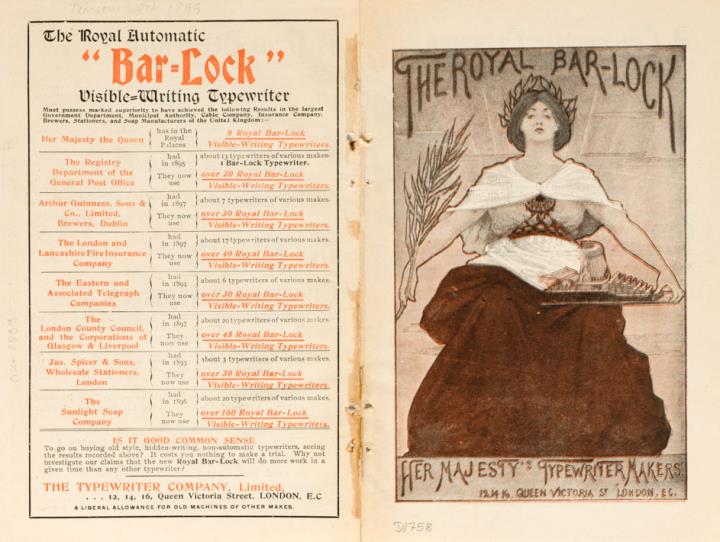 The Royal Automatic
"Bar=Lock"
Visible=Writing Typewriter
Must possess marked superiority to have achieved the following Results in the largest
Government Department, Municipal Authority, Cable Company, Insurance Company,
Brewers, Stationers, and Soap Manufacturers of the United Kingdom:—
Her Majesty the Queen
has in the
Royal
Palaces
9 Royal Bar-Lock
Visible-Writing Typewriters.
The Registry
Department of the
General Post Office
had
in 1895
about 13 typewriters of various makes.
1 Bar-Lock Typewriter.
They now
use
over 20 Royal Bar-Lock
Visible-Writing Typewriters.
Arthur Guinness, Sons &
Co., Limited,
Brewers, Dublin
had
in 1897
about 7 typewriters of various makes.
They now
use
over 30 Royal Bar-Lock
Visible-Writing Typewriters.
The London and
Lancashire Fire Insurance
Company
had
in 1897
about 17 typewriters of various makes.
They now
use
over 40 Royal Bar-Lock
Visible-Writing Typewriters.
The Eastern and
Associated Telegraph
Companies
had
in 1893
about 6 typewriters of various makes.
They now
use
over 30 Royal Bar-Lock
Visible-Writing Typewriters.
The
London County Council,
and the Corporations of
Glasgow & Liverpool
had
in 1897
about 20 typewriters of various makes.
They
now use
over 45 Royal Bar-Lock
Visible-Writing Typewriters.
Jas. Spicer & Sons,
Wholesale Stationers,
London
had
in 1893
about 3 typewriters of various makes.
They
now use
over 30 Royal Bar-Lock
Visible-Writing Typewriters.
The
Sunlight Soap
Company
had
in 1896
about 20 typewriters of various makes.
They
now use
over 160 Royal Bar-Lock
Visible-Writing Typewriters.
IS IT GOOD COMMON SENSE
To go on buying old style, hidden-writing, non-automatic typewriters, seeing
the results recorded above? It costs you nothing to make a trial. Why not
investigate our claims that the new Royal Bar-Lock will do more work in a
given time than any other typewriter?
THE TYPEWRITER COMPANY, Limited,
. . . 12, 14, 16, Queen Victoria Street, LONDON, E.C
A LIBERAL ALLOWANCE FOR OLD MACHINES OF OTHER MAKES.
THE ROYAL BAR-LOCK
HER MAJESTY'S TYPEWRITER MAKERS
12.14.16. QUEEN VICTORIA ST LONDON. E.C.
D1758